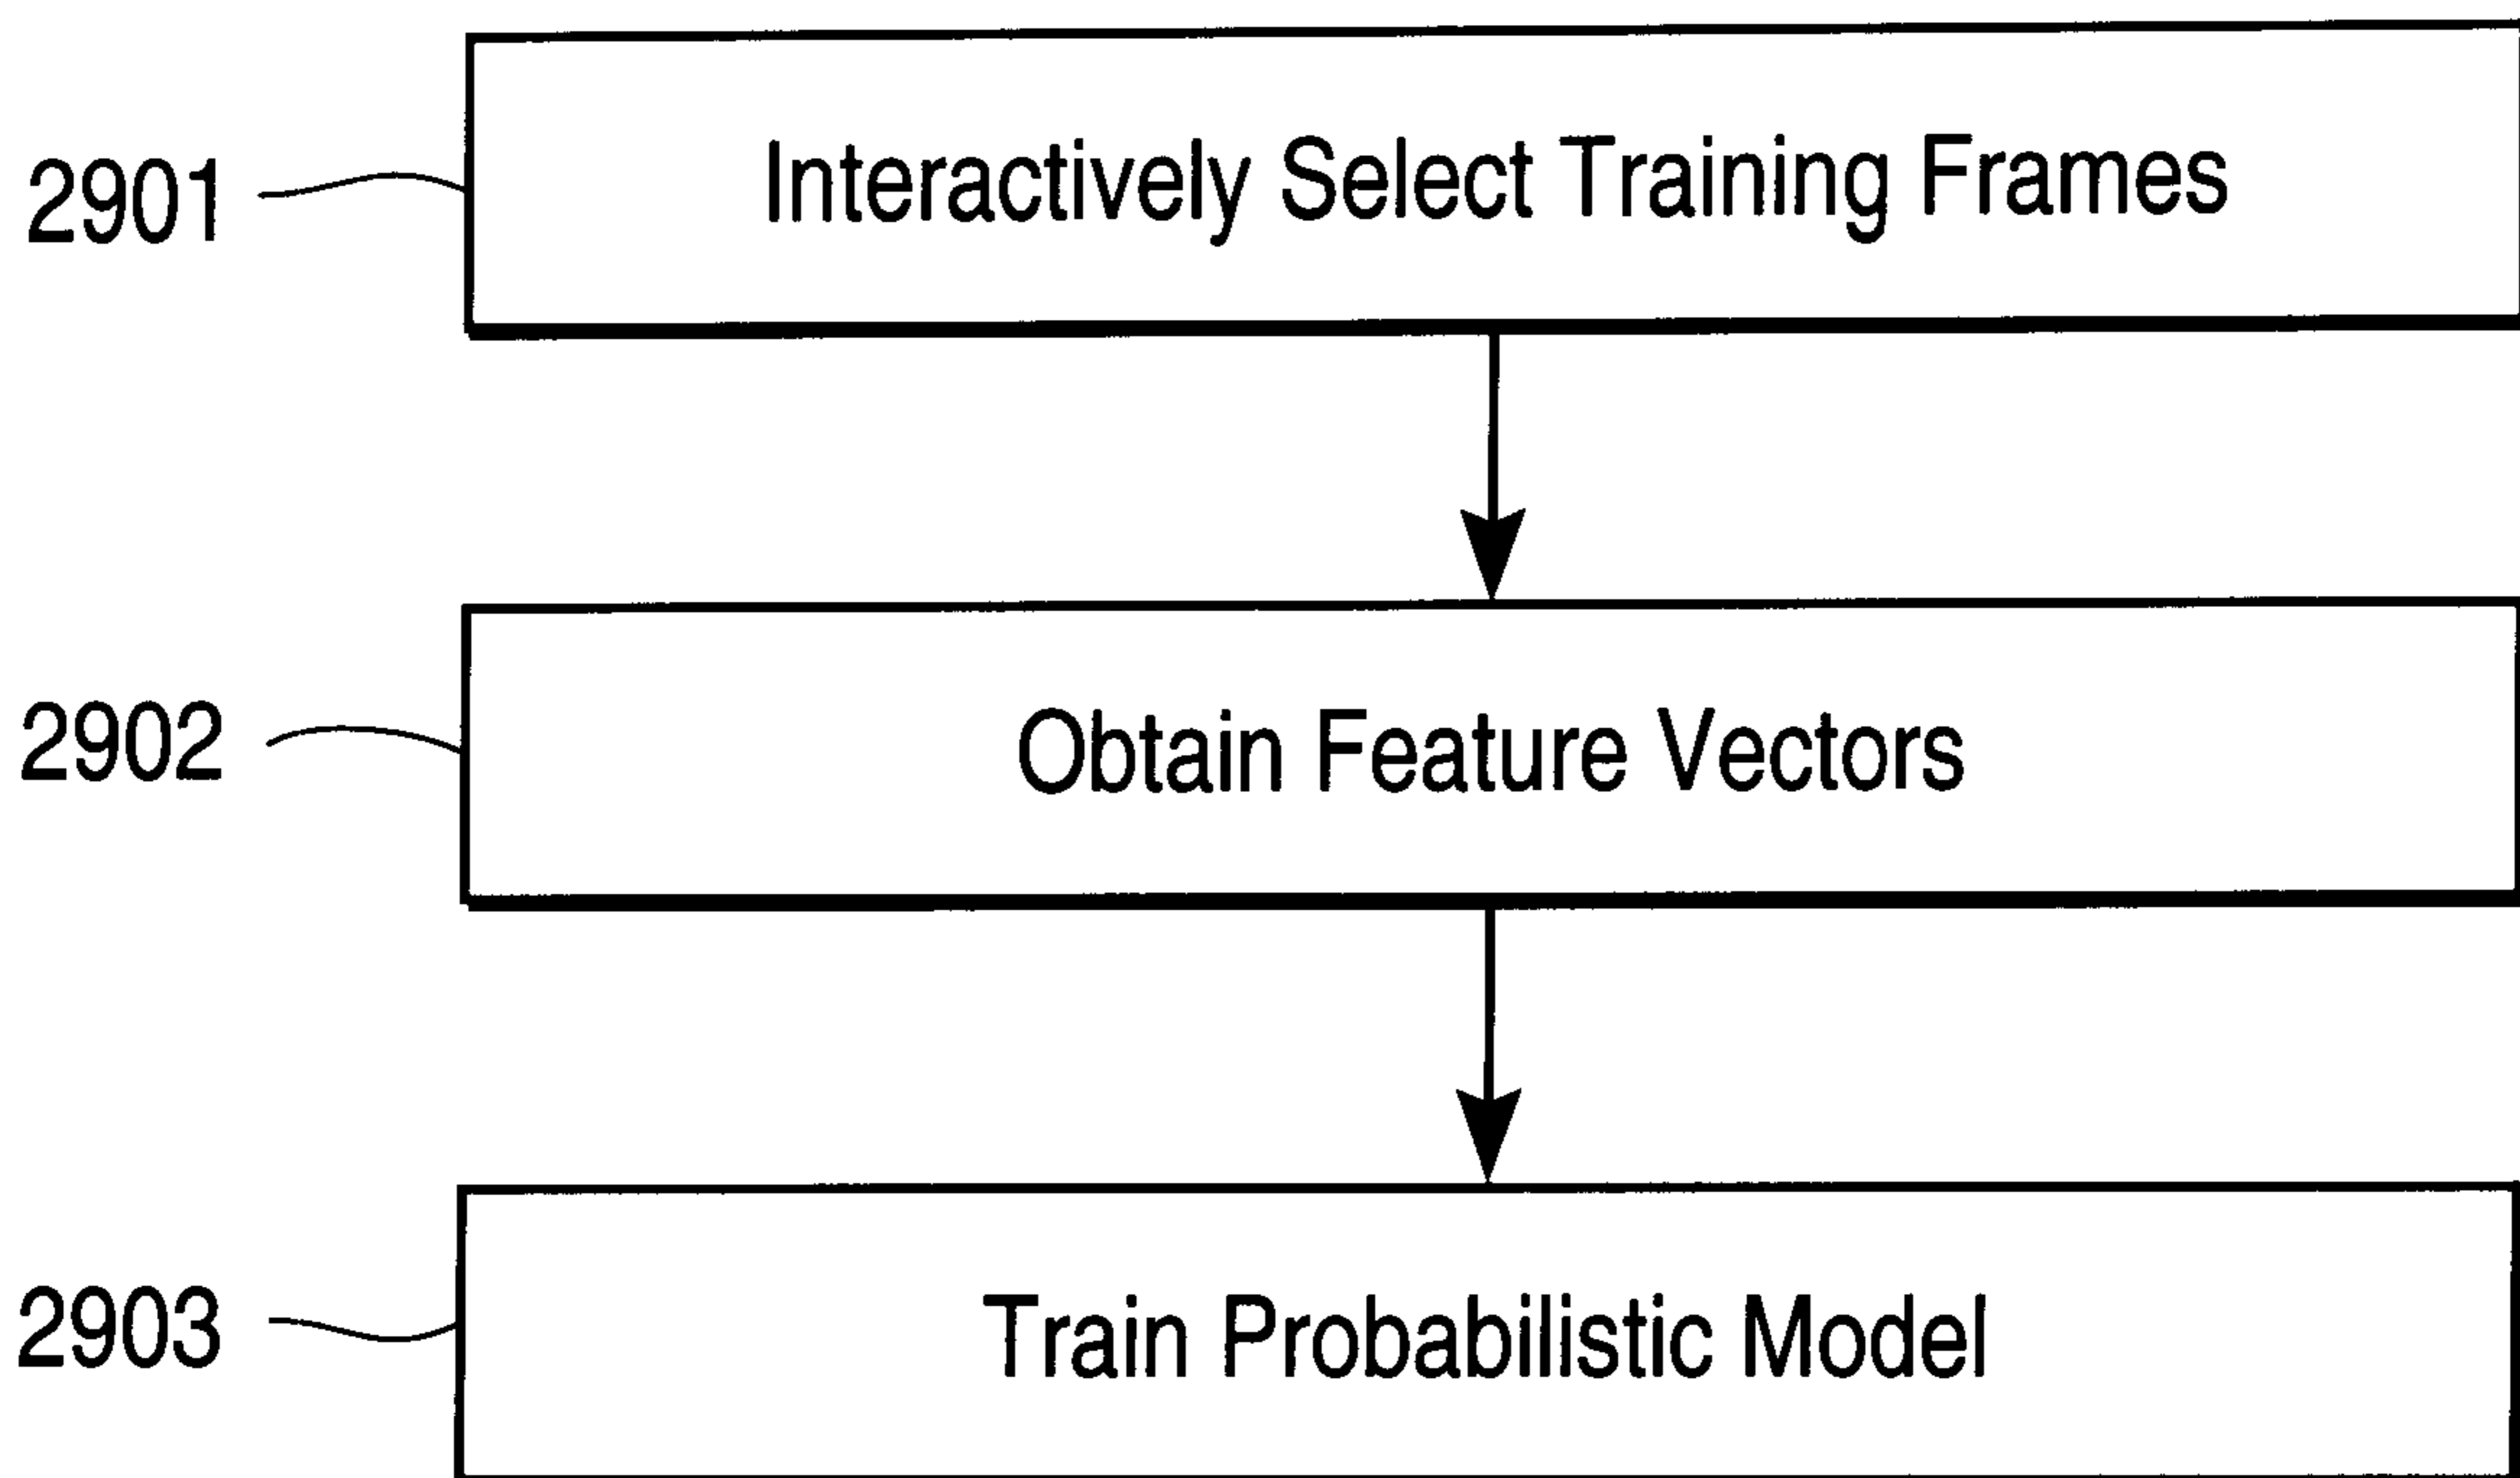 2901
Interactively Select Training Frames
2902
Obtain Feature Vectors
2903
Train Probabilistic Model